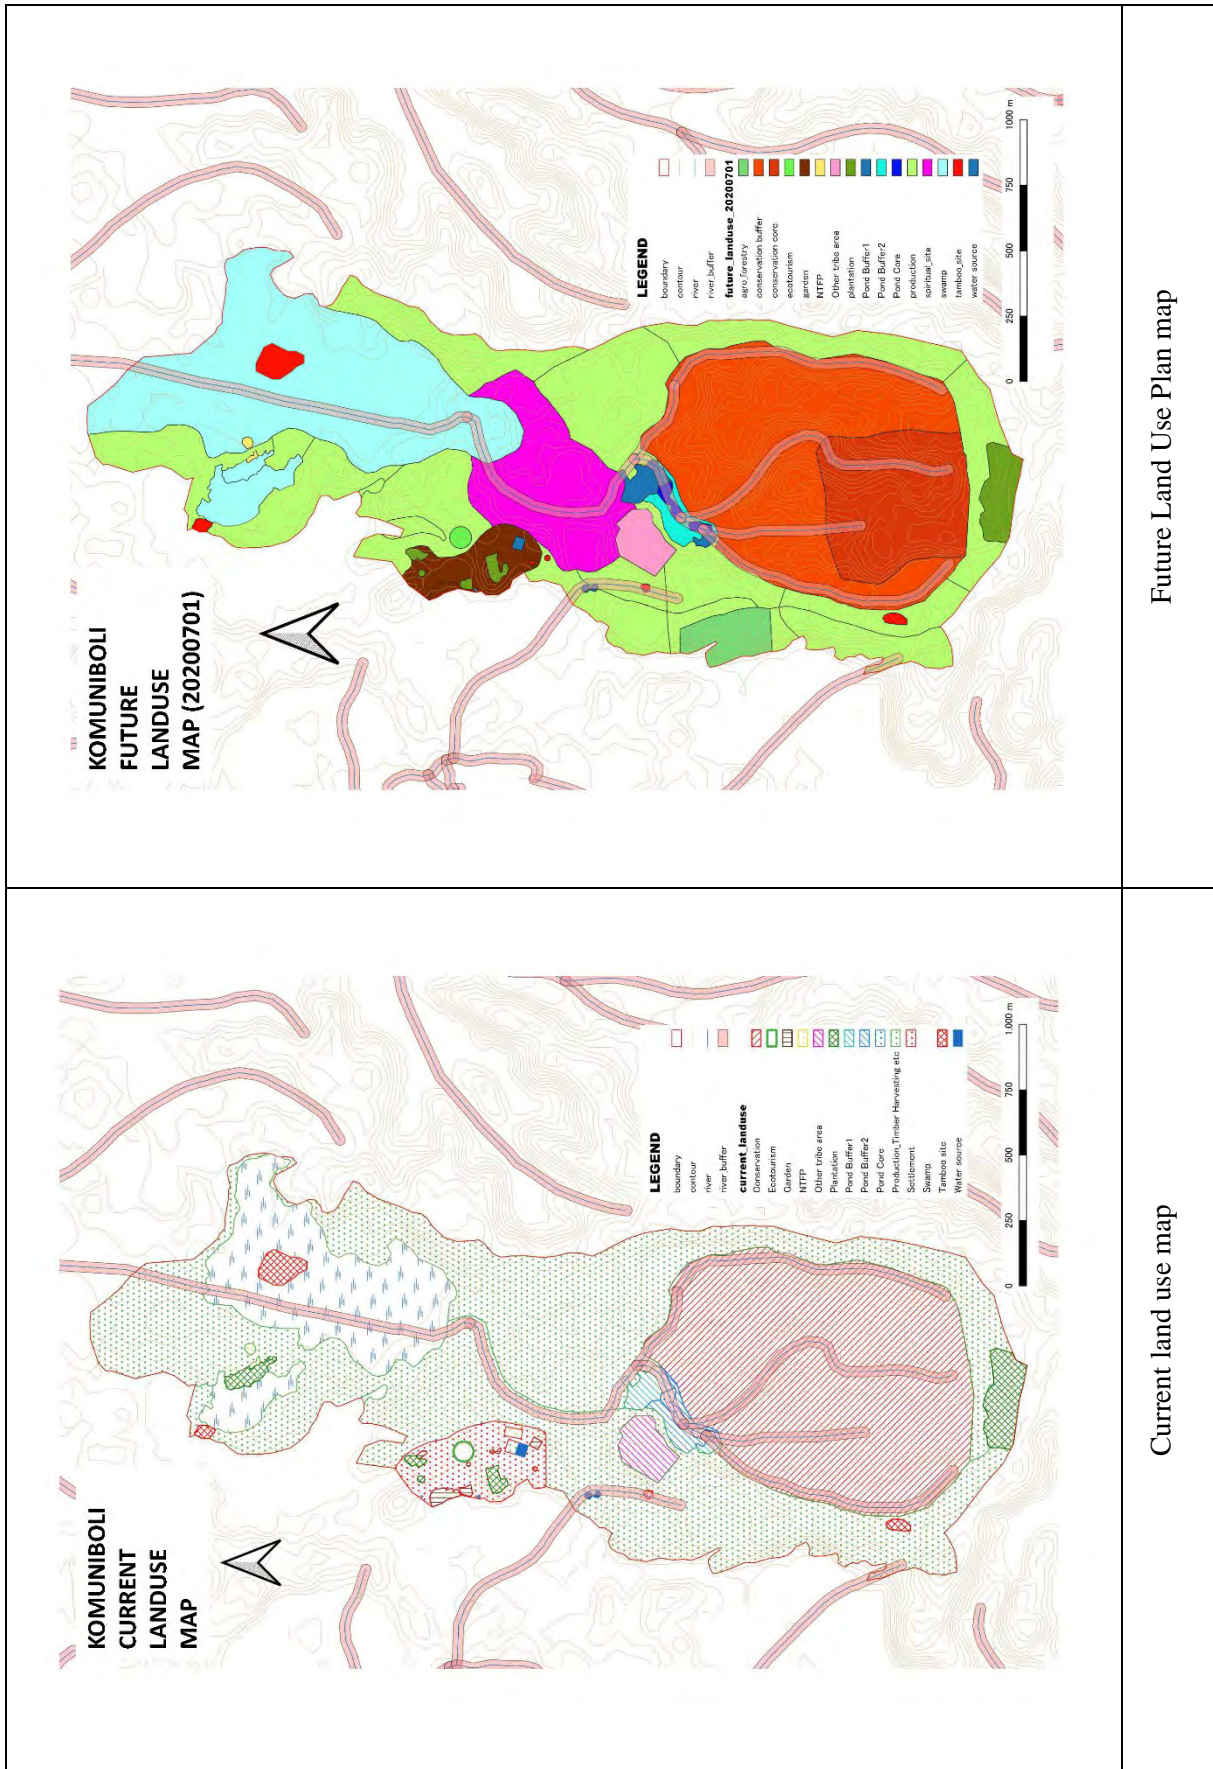 KOMUNIBOLI
FUTURE
LANDUSE
MAP (20200701)
LEGEND
boundary
contour
river
river_buffer
future_landuse_20200701
agro_forestry
conservation buffer
conservation core
ecotourism
garden
NTFP
Other tribe area
plantation
Pond Buffer1
Pond Buffer2
Pond Core
production
spiritual_site
swamp
tamboo_site
water source
0 250 500 750 1000 m
Future Land Use Plan map
KOMUNIBOLI
CURRENT
LANDUSE
MAP
LEGEND
boundary
contour
river
river buffer
current_landuse
Conservation
Ecotourism
Garden
NTFP
Other tribe area
Plantation
Pond Buffer1
Pond Buffer2
Pond Core
Production_Timber Harvesting etc
Settlement
Swamp
Tamboo site
Water source
0 250 500 750 1.000 m
Current land use map